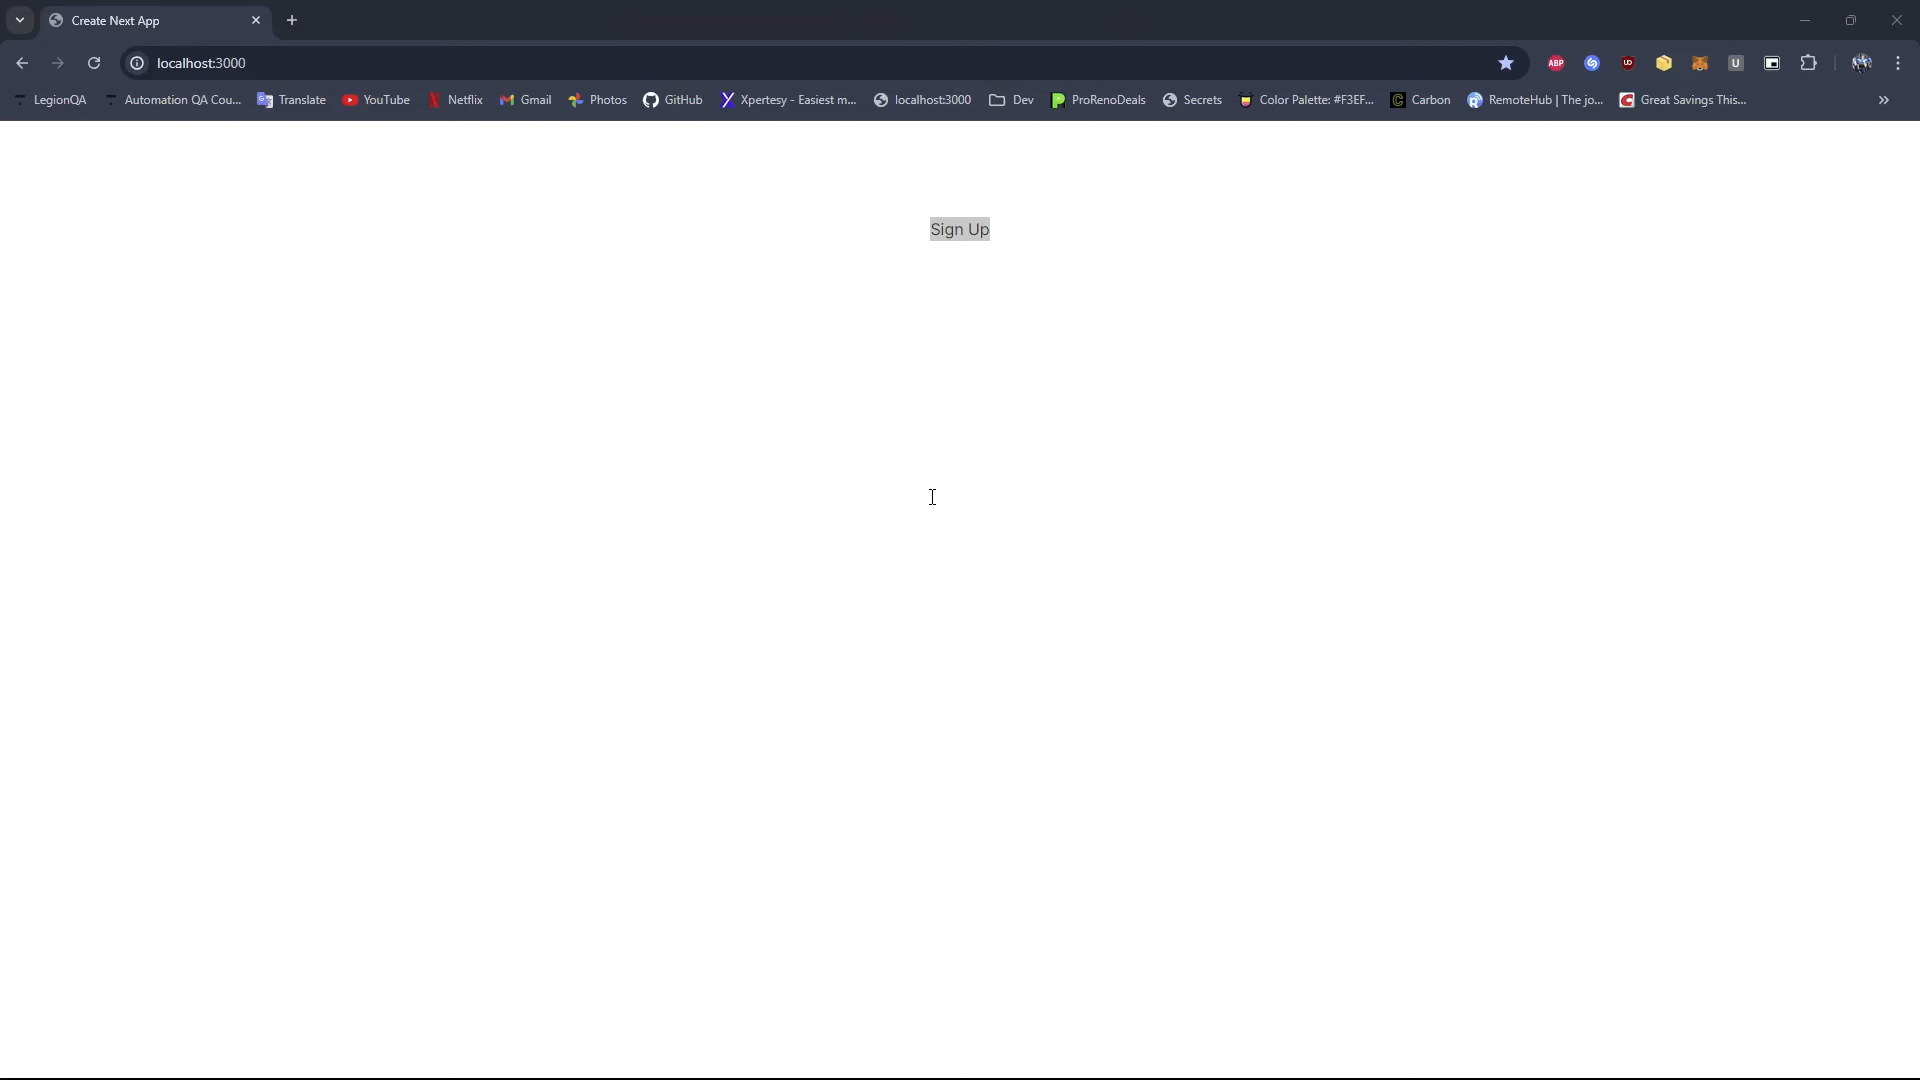 Create Next App
localhost:3000
LegionQA
Automation QA Cou...
Translate
YouTube
Netflix
Gmail
Photos
GitHub
Xpertesy - Easiest m...
localhost:3000
Dev
ProRenoDeals
Secrets
Color Palette: #F3EF...
Carbon
RemoteHub | The jo...
Great Savings This...
ABP
U
Sign Up